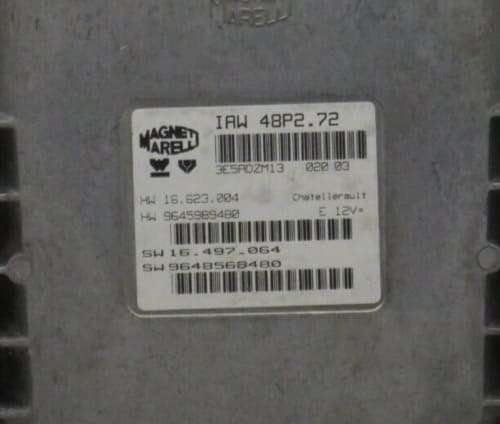 MARELLI
IAW 48P2.72
MAGNETI
MARELLI
3E5ADZM13 020 03
HW 16.623.004 Chatellerault
HW 9645989480 E 12V=
SW 16.497.064
SW 9648568480